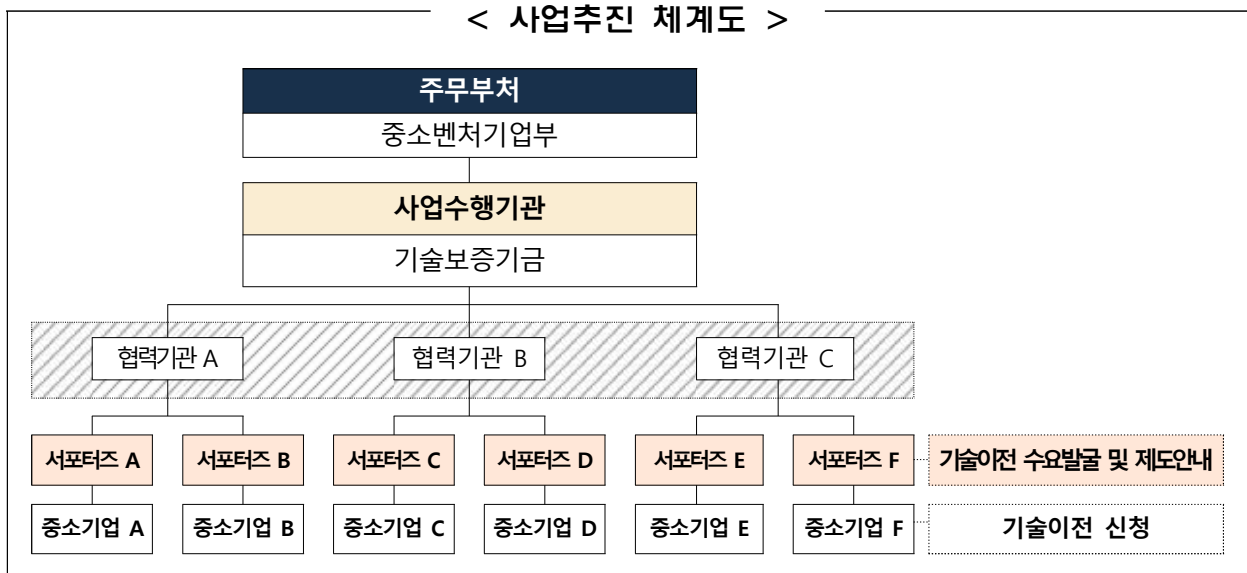 < 사업추진 체계도 >
주무부처
중소벤처기업부
사업수행기관
기술보증기금
협력기관 A 협력기관 B 협력기관 C
서포터즈 A 서포터즈 B 서포터즈 C 서포터즈 D 서포터즈 E 서포터즈 F 기술이전 수요발굴 및 제도안내
중소기업 A 중소기업 B 중소기업 C 중소기업 D 중소기업 E 중소기업 F 기술이전 신청